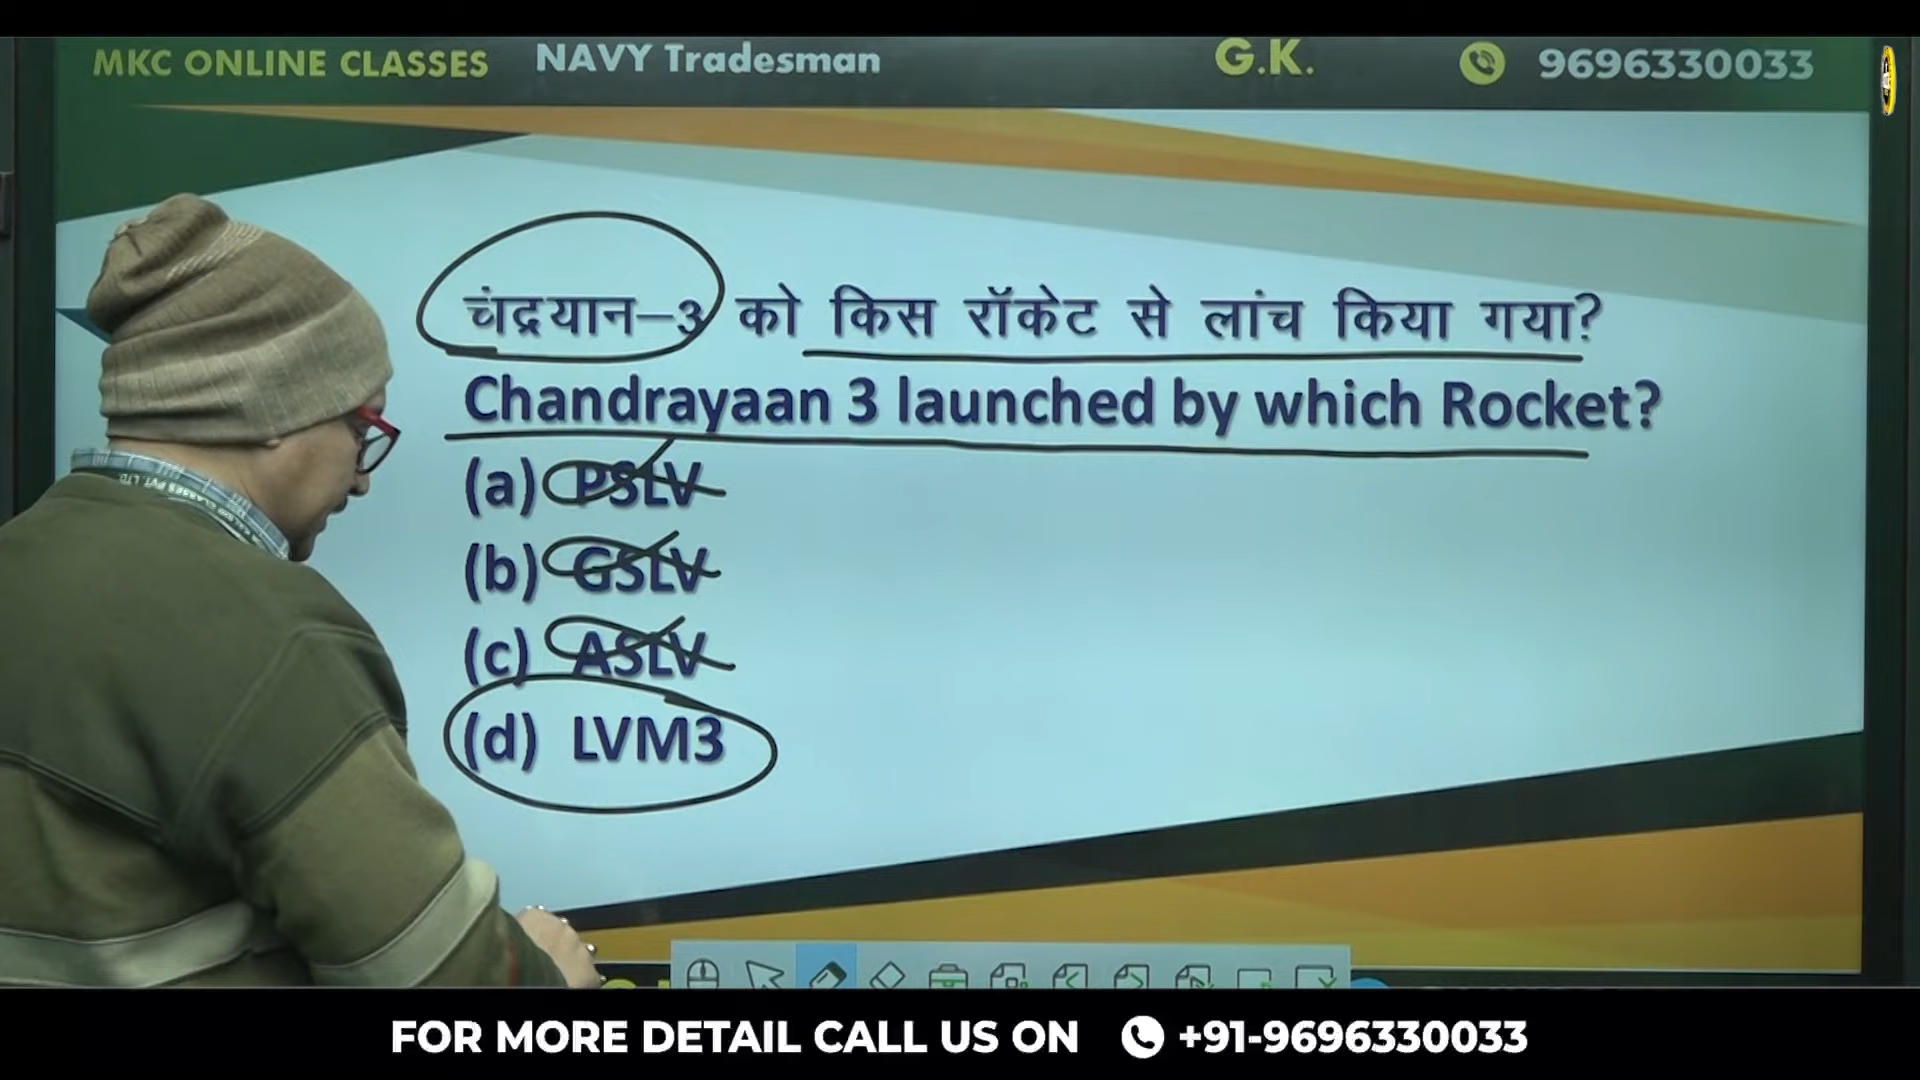 MKC ONLINE CLASSES NAVY Tradesman G.K. 9696330033
चंद्रयान–3 को किस रॉकेट से लांच किया गया?
Chandrayaan 3 launched by which Rocket?
(a) PSLV
(b) GSLV
(c) ASLV
(d) LVM3
FOR MORE DETAIL CALL US ON +91-9696330033